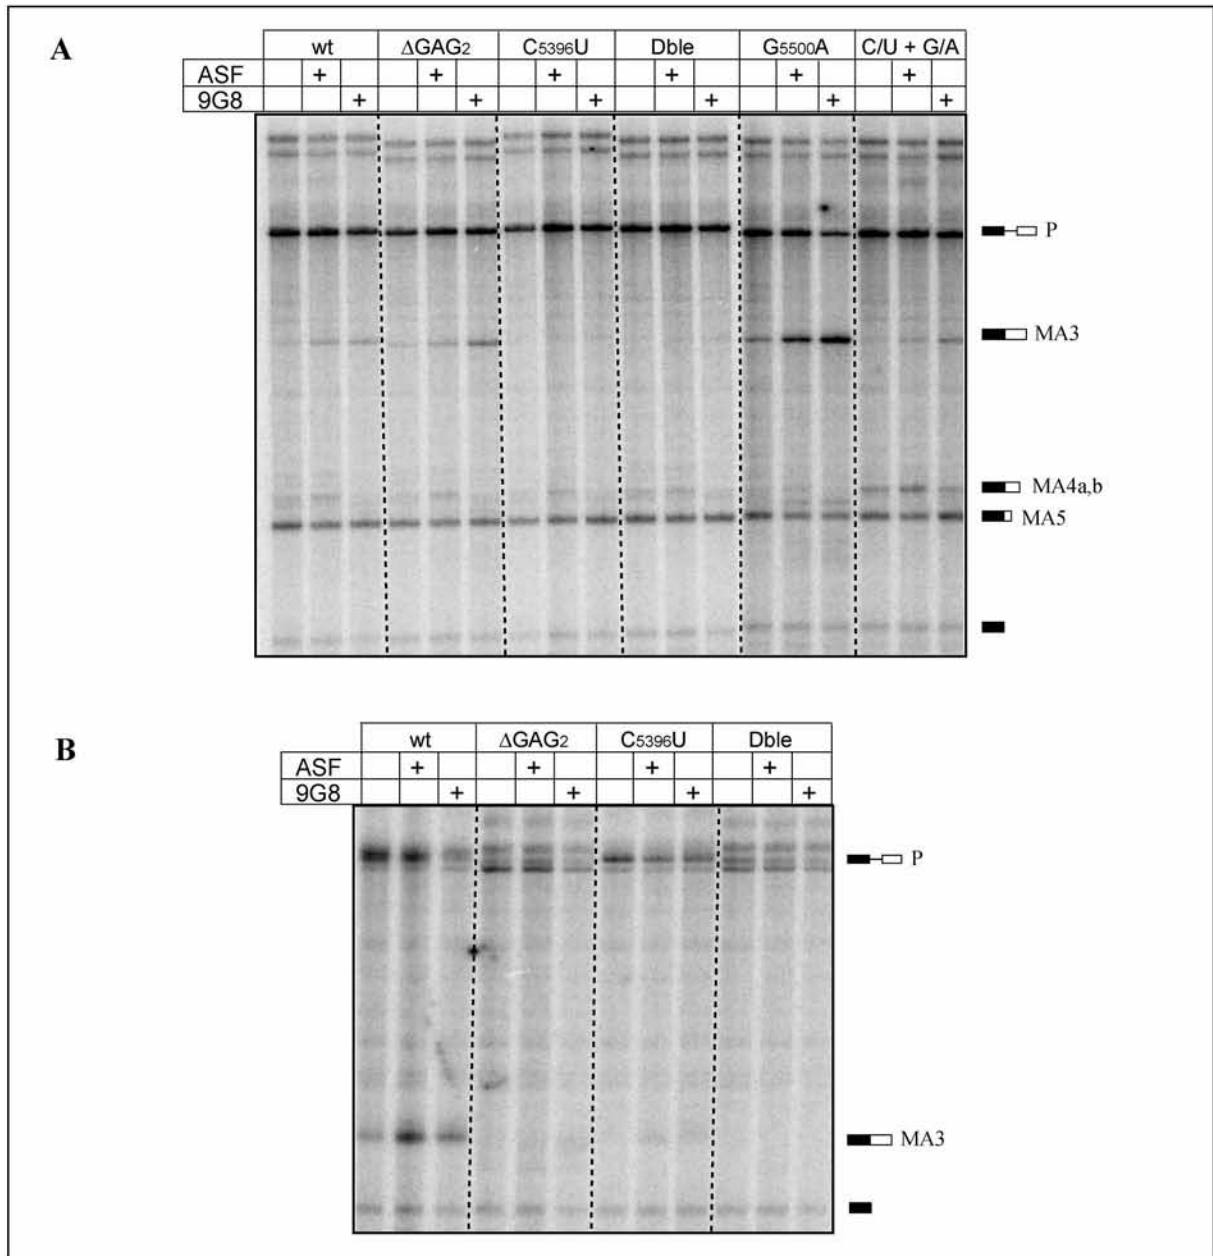 A
wt ΔGAG2 C5396U Dble G5500A C/U + G/A
ASF + + + + + +
9G8 + + + + + +
P
MA3
MA4a,b
MA5
B
wt ΔGAG2 C5396U Dble
ASF + + + +
9G8 + + + +
P
MA3